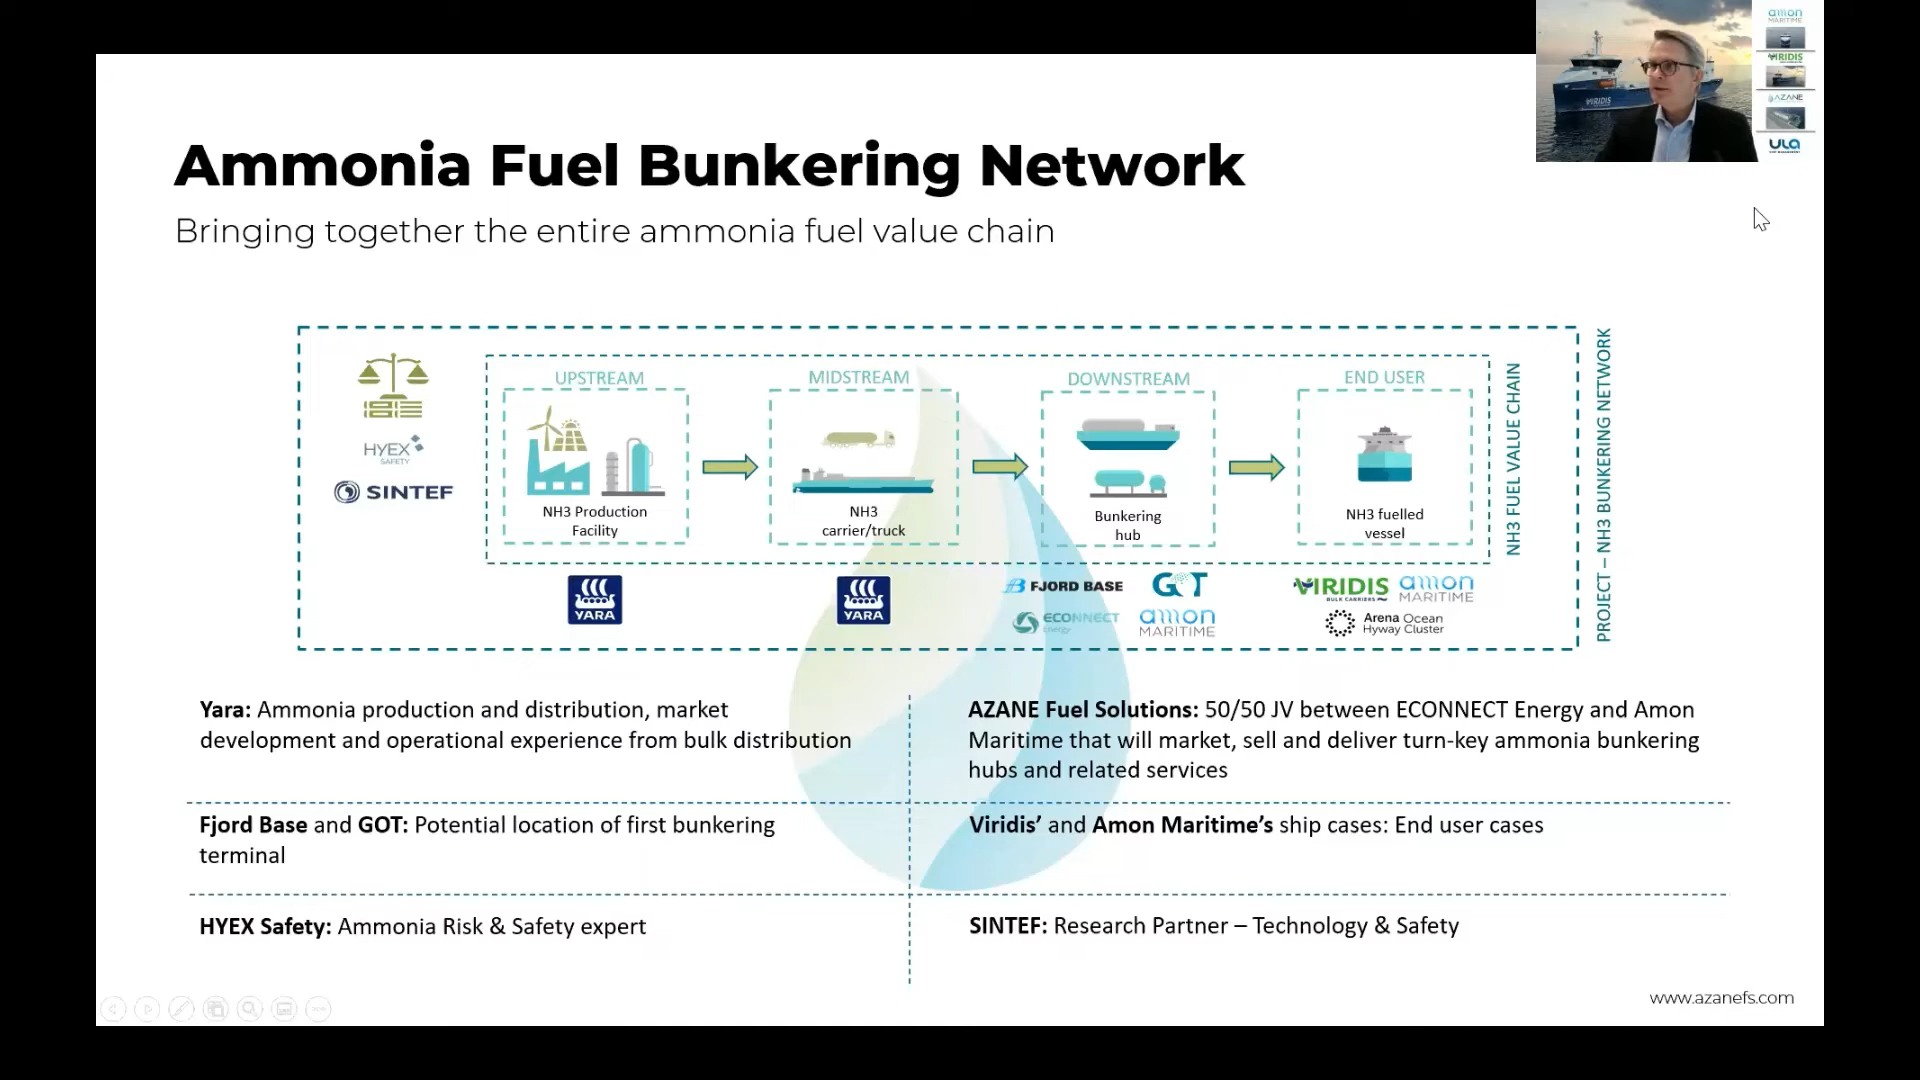 Ammonia Fuel Bunkering Network
Bringing together the entire ammonia fuel value chain
amon
MARITIME
VIRIDIS
AZANE
ULA
VIRIDIS
HYEX
SAFETY
SINTEF
UPSTREAM
NH3 Production
Facility
MIDSTREAM
NH3
carrier/truck
DOWNSTREAM
Bunkering
hub
END USER
NH3 fuelled
vessel
NH3 FUEL VALUE CHAIN
PROJECT – NH3 BUNKERING NETWORK
YARA
YARA
FJORD BASE
GOT
ECONNECT
Energy
amon
MARITIME
VIRIDIS
BULK CARRIERS
amon
MARITIME
Arena Ocean
Hyway Cluster
Yara: Ammonia production and distribution, market
development and operational experience from bulk distribution
AZANE Fuel Solutions: 50/50 JV between ECONNECT Energy and Amon
Maritime that will market, sell and deliver turn-key ammonia bunkering
hubs and related services
Fjord Base and GOT: Potential location of first bunkering
terminal
Viridis’ and Amon Maritime’s ship cases: End user cases
HYEX Safety: Ammonia Risk & Safety expert
SINTEF: Research Partner – Technology & Safety
www.azanefs.com